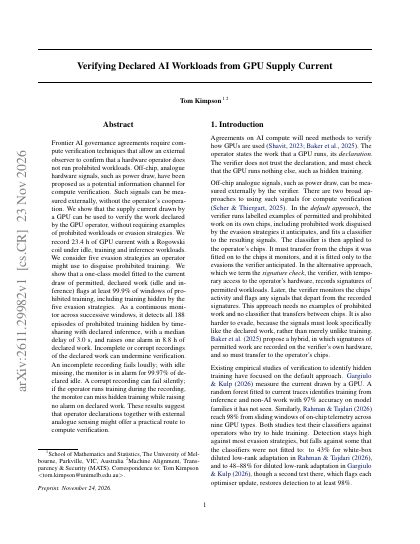 arXiv:2611.29982v1 [cs.CR] 23 Nov 2026
Verifying Declared AI Workloads from GPU Supply Current
Tom Kimpson 1 2
Abstract
Frontier AI governance agreements require com-
pute verification techniques that allow an external
observer to confirm that a hardware operator does
not run prohibited workloads. Off-chip, analogue
hardware signals, such as power draw, have been
proposed as a potential information channel for
compute verification. Such signals can be mea-
sured externally, without the operator's coopera-
tion. We show that the supply current drawn by a
GPU can be used to verify the work declared by
the GPU operator, without requiring examples of
prohibited workloads or evasion strategies. We
record 23.4 h of GPU current with a Rogowski
coil under idle, training and inference workloads.
We consider five evasion strategies an operator
might use to disguise prohibited training. We
show that a one-class model fitted to the current
draw of permitted, declared work (idle and in-
ference) flags at least 99.9% of windows of pro-
hibited training, including training hidden by the
five evasion strategies. As a continuous moni-
tor across successive windows, it detects all 188
episodes of prohibited training hidden by time-
sharing with declared inference, with a median
delay of 3.0 s, and raises one alarm in 8.8 h of
declared work. Incomplete or corrupt recordings
of the declared work can undermine verification.
An incomplete recording fails loudly; with idle
missing, the monitor is in alarm for 99.97% of de-
clared idle. A corrupt recording can fail silently;
if the operator runs training during the recording,
the monitor can miss hidden training while raising
no alarm on declared work. These results suggest
that operator declarations together with external
analogue sensing might offer a practical route to
compute verification.
1School of Mathematics and Statistics, The University of Mel-
bourne, Parkville, VIC, Australia 2Machine Alignment, Trans-
parency & Security (MATS). Correspondence to: Tom Kimpson
<tom.kimpson@unimelb.edu.au>.
Preprint. November 24, 2026.
1. Introduction
Agreements on AI compute will need methods to verify
how GPUs are used (Shavit, 2023; Baker et al., 2025). The
operator states the work that a GPU runs, its declaration.
The verifier does not trust the declaration, and must check
that the GPU runs nothing else, such as hidden training.
Off-chip analogue signals, such as power draw, can be mea-
sured externally by the verifier. There are two broad ap-
proaches to using such signals for compute verification
(Scher & Thiergart, 2025). In the default approach, the
verifier runs labelled examples of permitted and prohibited
work on its own chips, including prohibited work disguised
by the evasion strategies it anticipates, and fits a classifier
to the resulting signals. The classifier is then applied to
the operator's chips. It must transfer from the chips it was
fitted on to the chips it monitors, and it is fitted only to the
evasions the verifier anticipated. In the alternative approach,
which we term the signature check, the verifier, with tempo-
rary access to the operator's hardware, records signatures of
permitted workloads. Later, the verifier monitors the chips'
activity and flags any signals that depart from the recorded
signatures. This approach needs no examples of prohibited
work and no classifier that transfers between chips. It is
also harder to evade, because the signals must look specifically
like the declared work, rather than merely unlike training.
Baker et al. (2025) propose a hybrid, in which signatures of
permitted work are recorded on the verifier's own hardware,
and so must transfer to the operator's chips.
Existing empirical studies of verification to identify hidden
training have focused on the default approach. Gargiulo
& Kulp (2026) measure the current drawn by a GPU. A
random forest fitted to current traces identifies training from
inference and non-AI work with 97% accuracy on model
families it has not seen. Similarly, Rahman & Tajdari (2026)
reach 98% from sliding windows of on-chip telemetry across
nine GPU types. Both studies test their classifiers against
operators who try to hide training. Detection stays high
against most evasion strategies, but falls against some that
the classifiers were not fitted to: to 43% for white-box
diluted low-rank adaptation in Rahman & Tajdari (2026),
and to 48–88% for diluted low-rank adaptation in Gargiulo
& Kulp (2026), though a second test there, which flags each
optimiser update, restores detection to at least 98%.
1